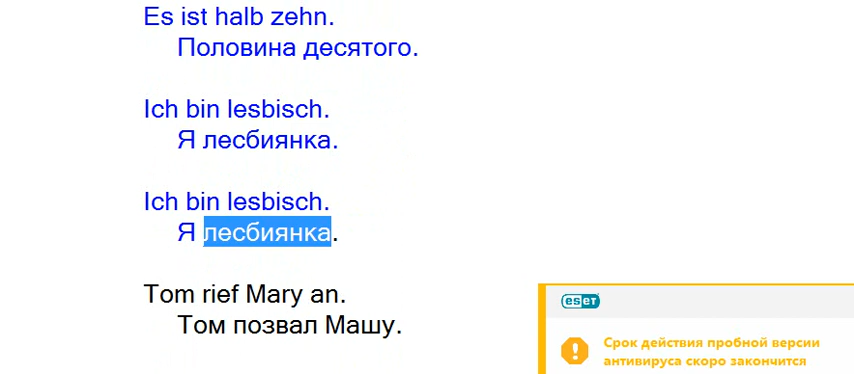 Es ist halb zehn.
Половина десятого.
Ich bin lesbisch.
Я лесбиянка.
Ich bin lesbisch.
Я лесбиянка.
Tom rief Mary an.
Том позвал Машу.
eseT
Срок действия пробной версии
антивируса скоро закончится